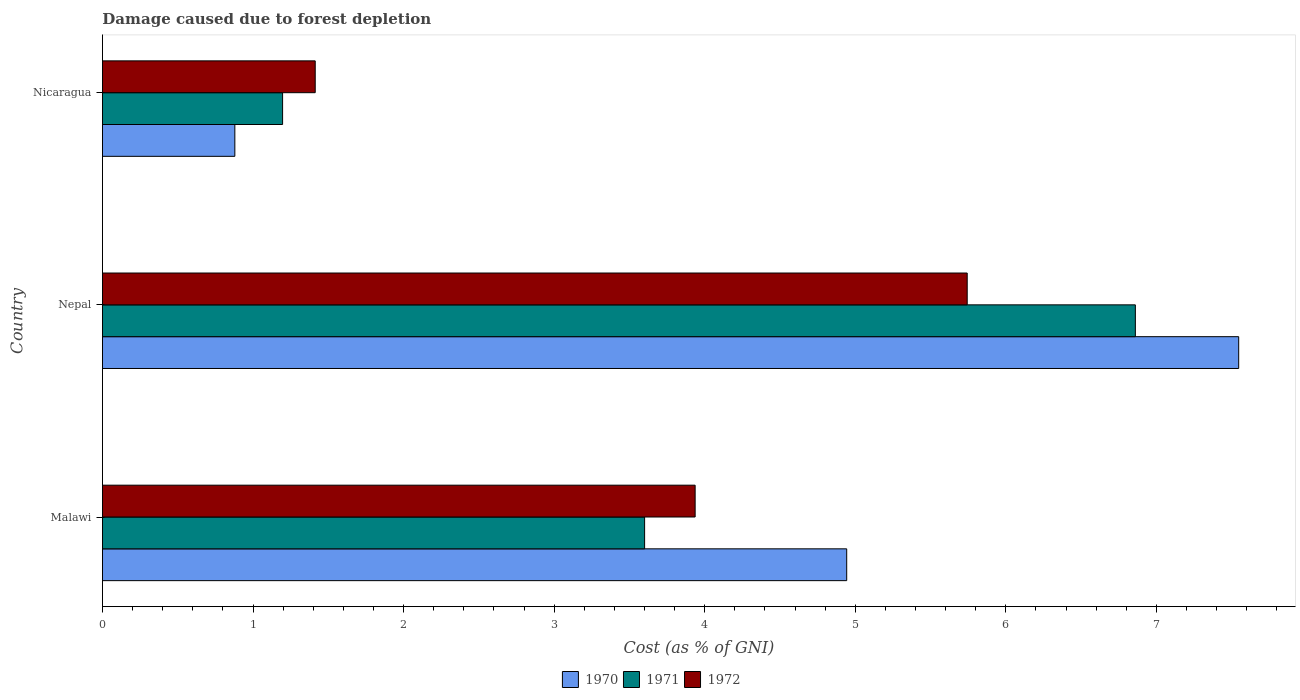 Damage caused due to forest depletion
Country
Nicaragua
Nepal
Malawi
0 1 2 3 4 5 6 7
Cost (as % of GNI)
1970 1971 1972